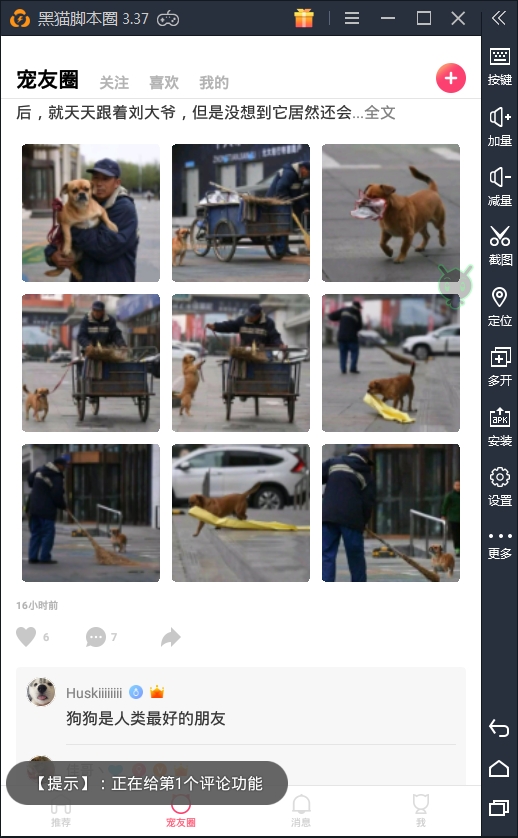 黑猫脚本圈 3.37
宠友圈 关注 喜欢 我的
后，就天天跟着刘大爷，但是没想到它居然还会...全文
16小时前
6 7
Huskiiiiiiii
狗狗是人类最好的朋友
【提示】: 正在给第1个评论功能
推荐 宠友圈 消息 我
按键
加量
减量
截图
定位
多开
APK
安装
设置
更多